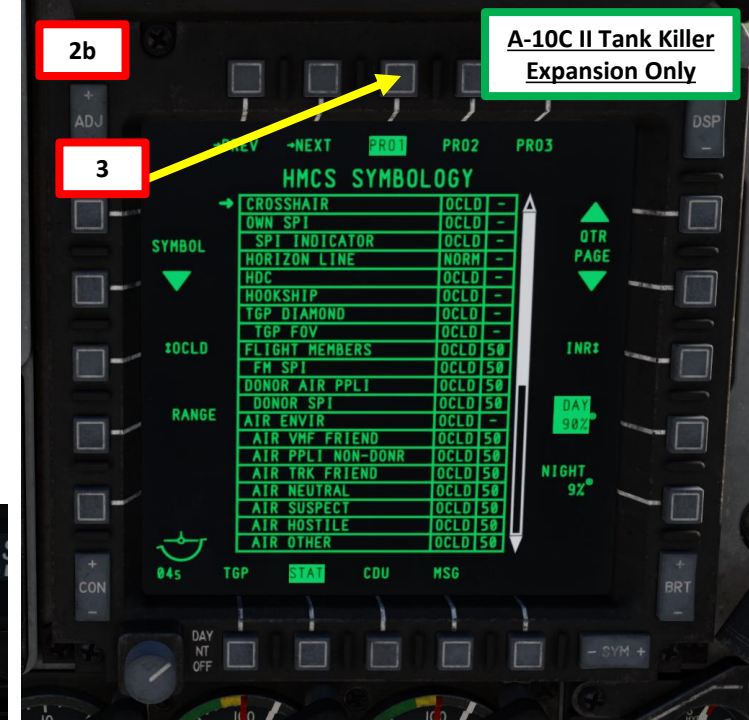 2b
A-10C II Tank Killer
Expansion Only
+
ADJ
DSP
-
3
→NEXT PRO1 PRO2 PRO3
HMCS SYMBOLOGY
→ CROSSHAIR OCLD -
OWN SPI OCLD -
SPI INDICATOR OCLD -
HORIZON LINE NORM -
HDC OCLD -
HOOKSHIP OCLD -
TGP DIAMOND OCLD -
TGP FOV OCLD -
FLIGHT MEMBERS OCLD 50
FM SPI OCLD 50
DONOR AIR PPLI OCLD 50
DONOR SPI OCLD 50
AIR ENVIR OCLD -
AIR VMF FRIEND OCLD 50
AIR PPLI NON-DONR OCLD 50
AIR TRK FRIEND OCLD 50
AIR NEUTRAL OCLD 50
AIR SUSPECT OCLD 50
AIR HOSTILE OCLD 50
AIR OTHER OCLD 50
SYMBOL
↕OCLD
RANGE
QTR
PAGE
INR↕
DAY
90%
NIGHT
9%
04s TGP STAT CDU MSG
+
CON
-
+
BRT
-
DAY
NT
OFF
- SYM +
100
100